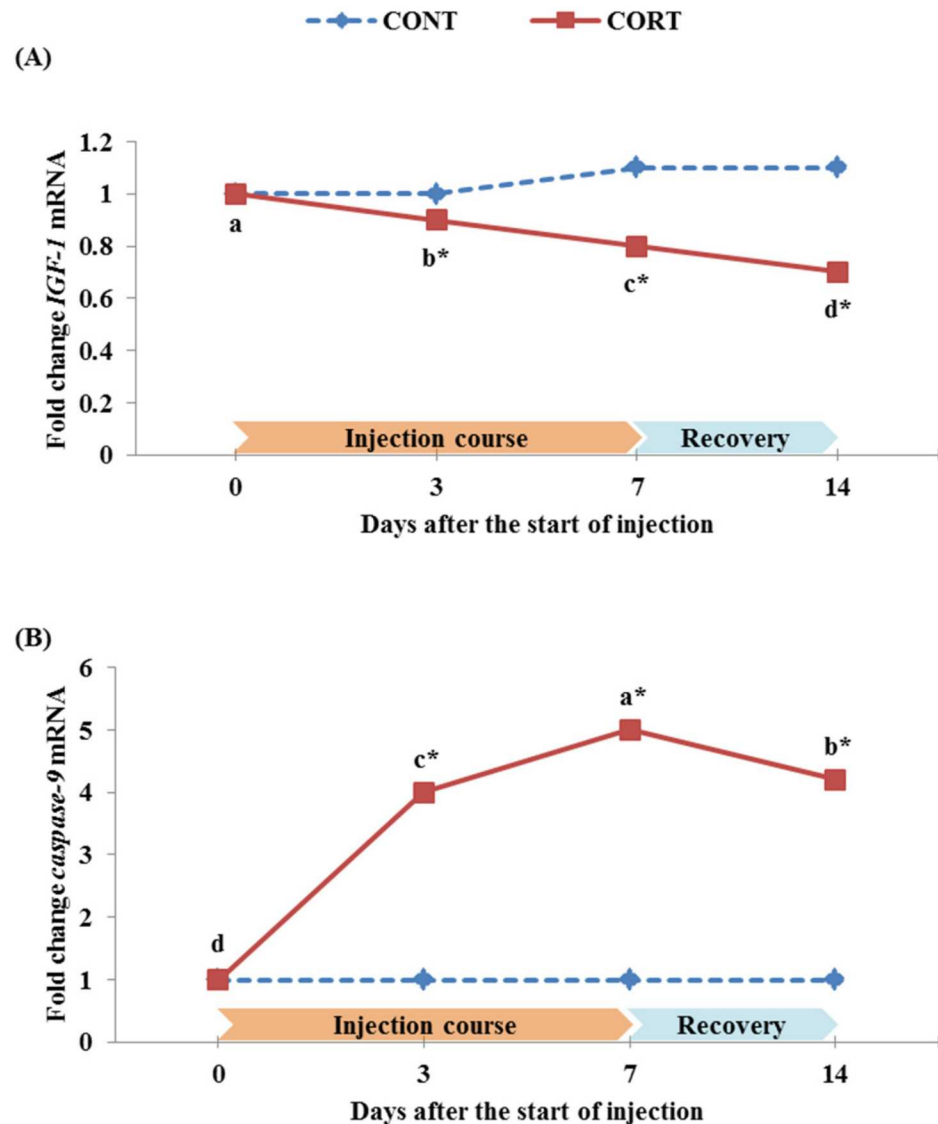 CONT CORT
(A)
Fold change IGF-1 mRNA
1.2
1
0.8
0.6
0.4
0.2
0
a
b*
c*
d*
Injection course Recovery
0 3 7 14
Days after the start of injection
(B)
Fold change caspase-9 mRNA
6
5
4
3
2
1
0
d
c*
a*
b*
Injection course Recovery
0 3 7 14
Days after the start of injection